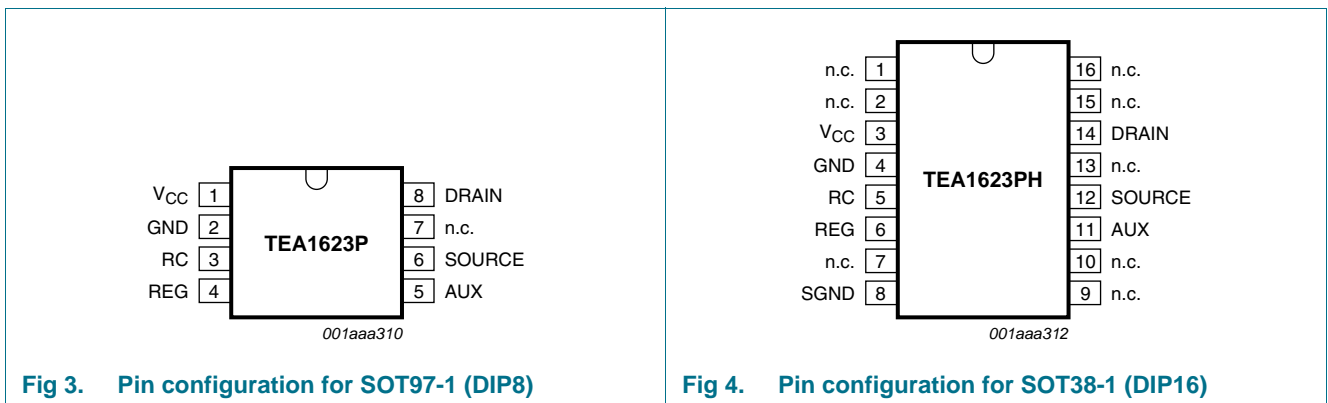 V_CC 1
GND 2
RC 3
REG 4
TEA1623P
8 DRAIN
7 n.c.
6 SOURCE
5 AUX
001aaa310
Fig 3. Pin configuration for SOT97-1 (DIP8)
n.c. 1
n.c. 2
V_CC 3
GND 4
RC 5
REG 6
n.c. 7
SGND 8
TEA1623PH
16 n.c.
15 n.c.
14 DRAIN
13 n.c.
12 SOURCE
11 AUX
10 n.c.
9 n.c.
001aaa312
Fig 4. Pin configuration for SOT38-1 (DIP16)